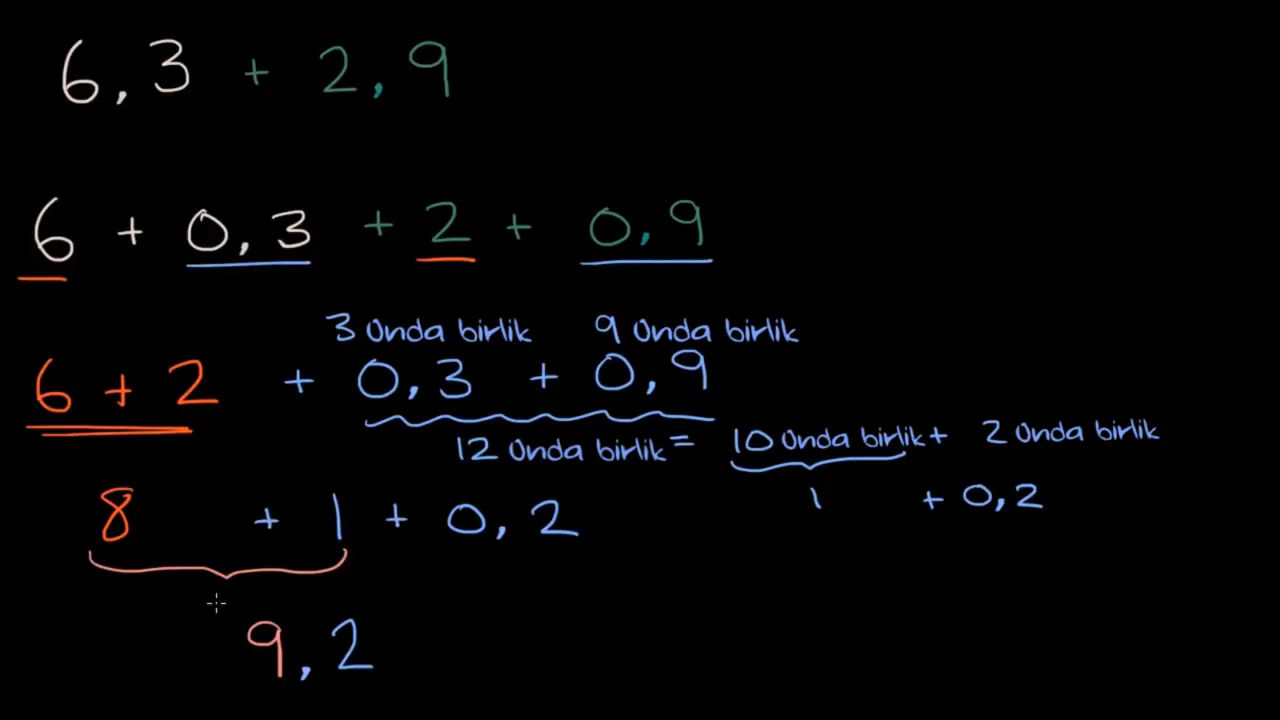 6,3 + 2,9
6 + 0,3 + 2 + 0,9
3 Onda birlik 9 Onda birlik
6 + 2 + 0,3 + 0,9
12 Onda birlik = 10 Onda birlik + 2 Onda birlik
1 + 0,2
8 + 1 + 0,2
9,2